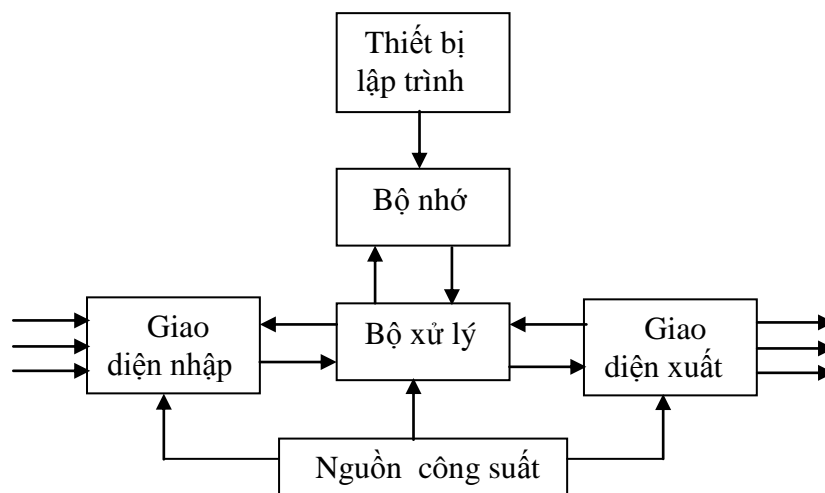 Thiết bị
lập trình
Bộ nhớ
Giao
diện nhập
Bộ xử lý
Giao
diện xuất
Nguồn công suất